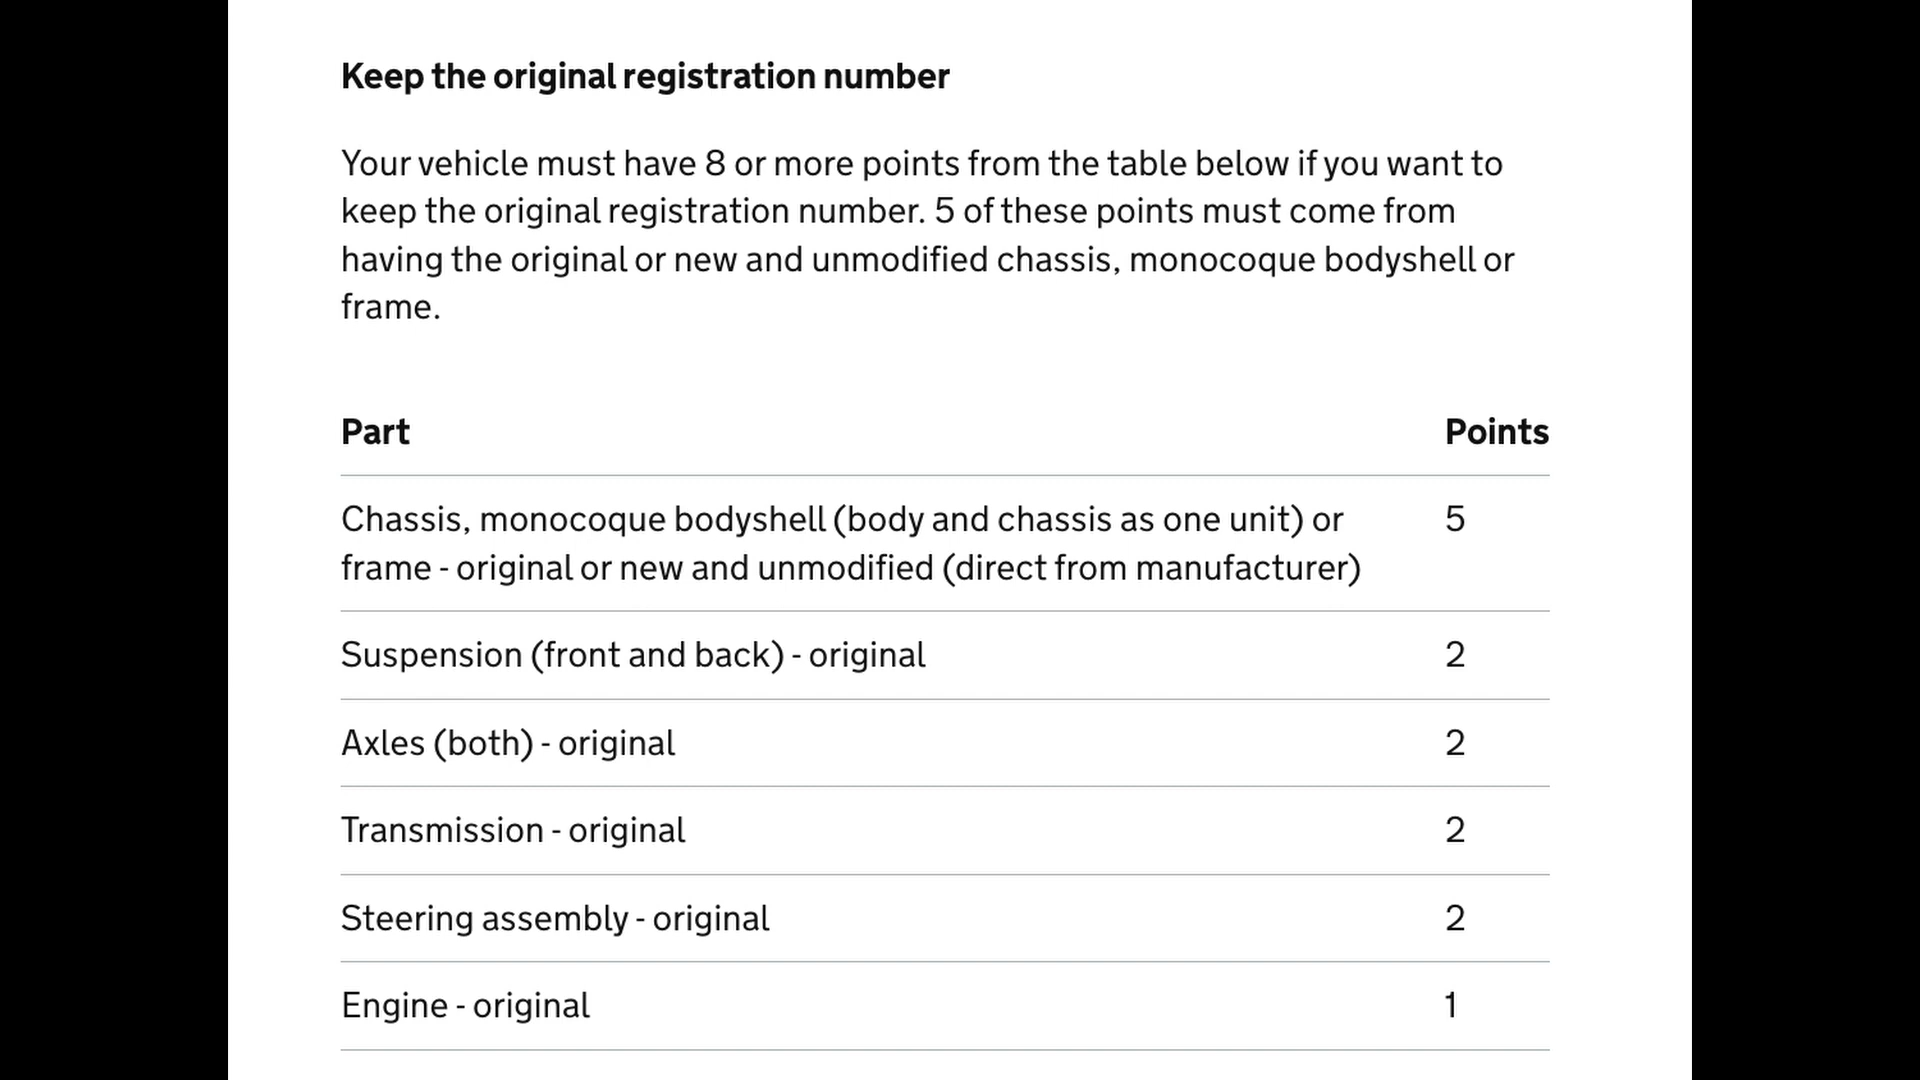 Keep the original registration number
Your vehicle must have 8 or more points from the table below if you want to
keep the original registration number. 5 of these points must come from
having the original or new and unmodified chassis, monocoque bodyshell or
frame.
Part Points
Chassis, monocoque bodyshell (body and chassis as one unit) or 5
frame - original or new and unmodified (direct from manufacturer)
Suspension (front and back) - original 2
Axles (both) - original 2
Transmission - original 2
Steering assembly - original 2
Engine - original 1